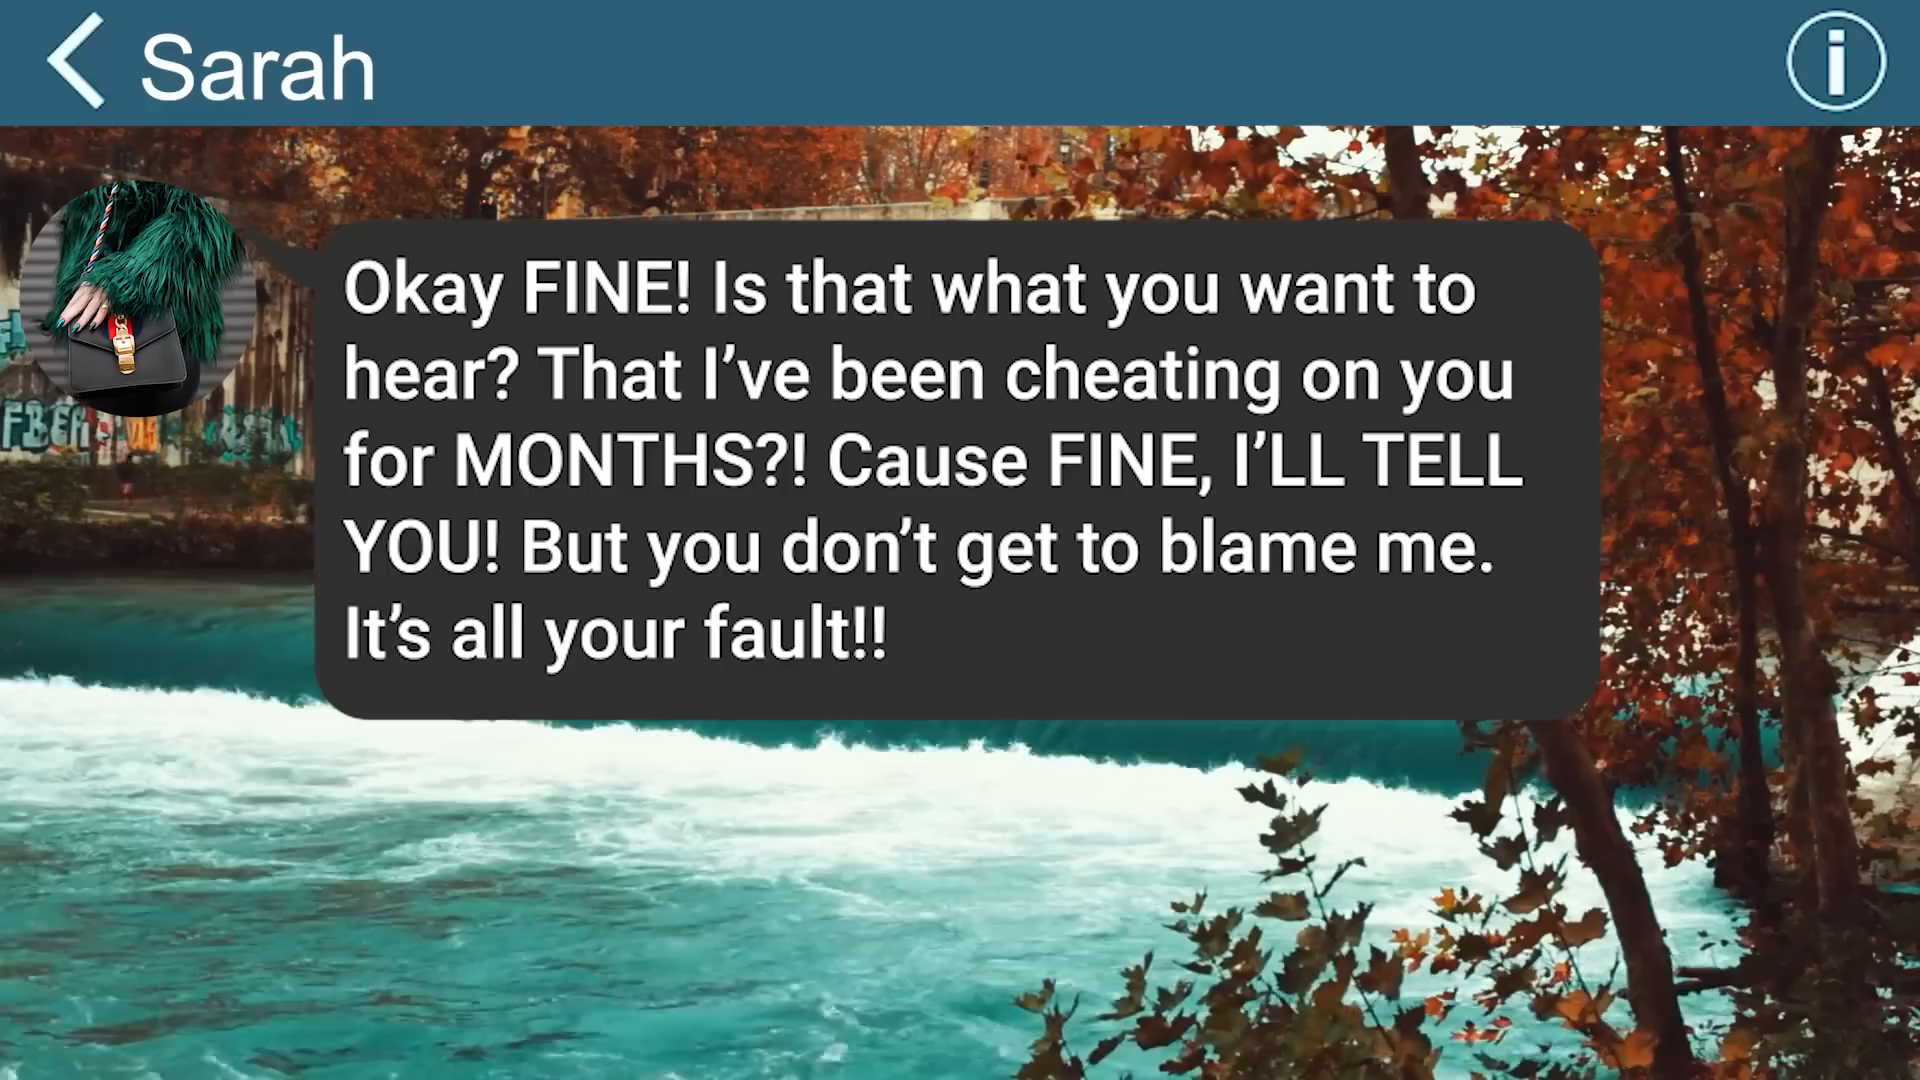 Sarah
Okay FINE! Is that what you want to
hear? That I’ve been cheating on you
for MONTHS?! Cause FINE, I’LL TELL
YOU! But you don’t get to blame me.
It’s all your fault!!